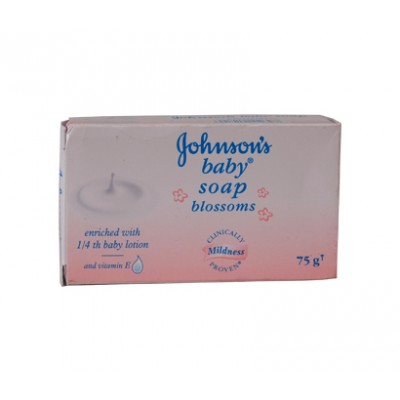 Johnson's
baby®
soap
blossoms
enriched with
1/4 th baby lotion
and vitamin E
CLINICALLY
Mildness
PROVEN*
75 g†